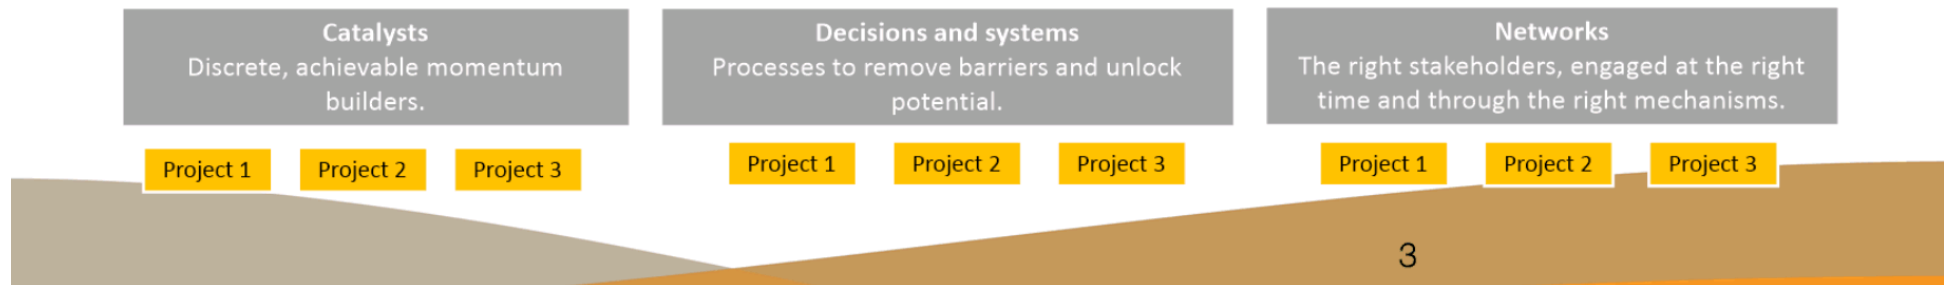 Catalysts
Discrete, achievable momentum
builders.
Project 1
Project 2
Project 3
Decisions and systems
Processes to remove barriers and unlock
potential.
Project 1
Project 2
Project 3
Networks
The right stakeholders, engaged at the right
time and through the right mechanisms.
Project 1
Project 2
Project 3
3